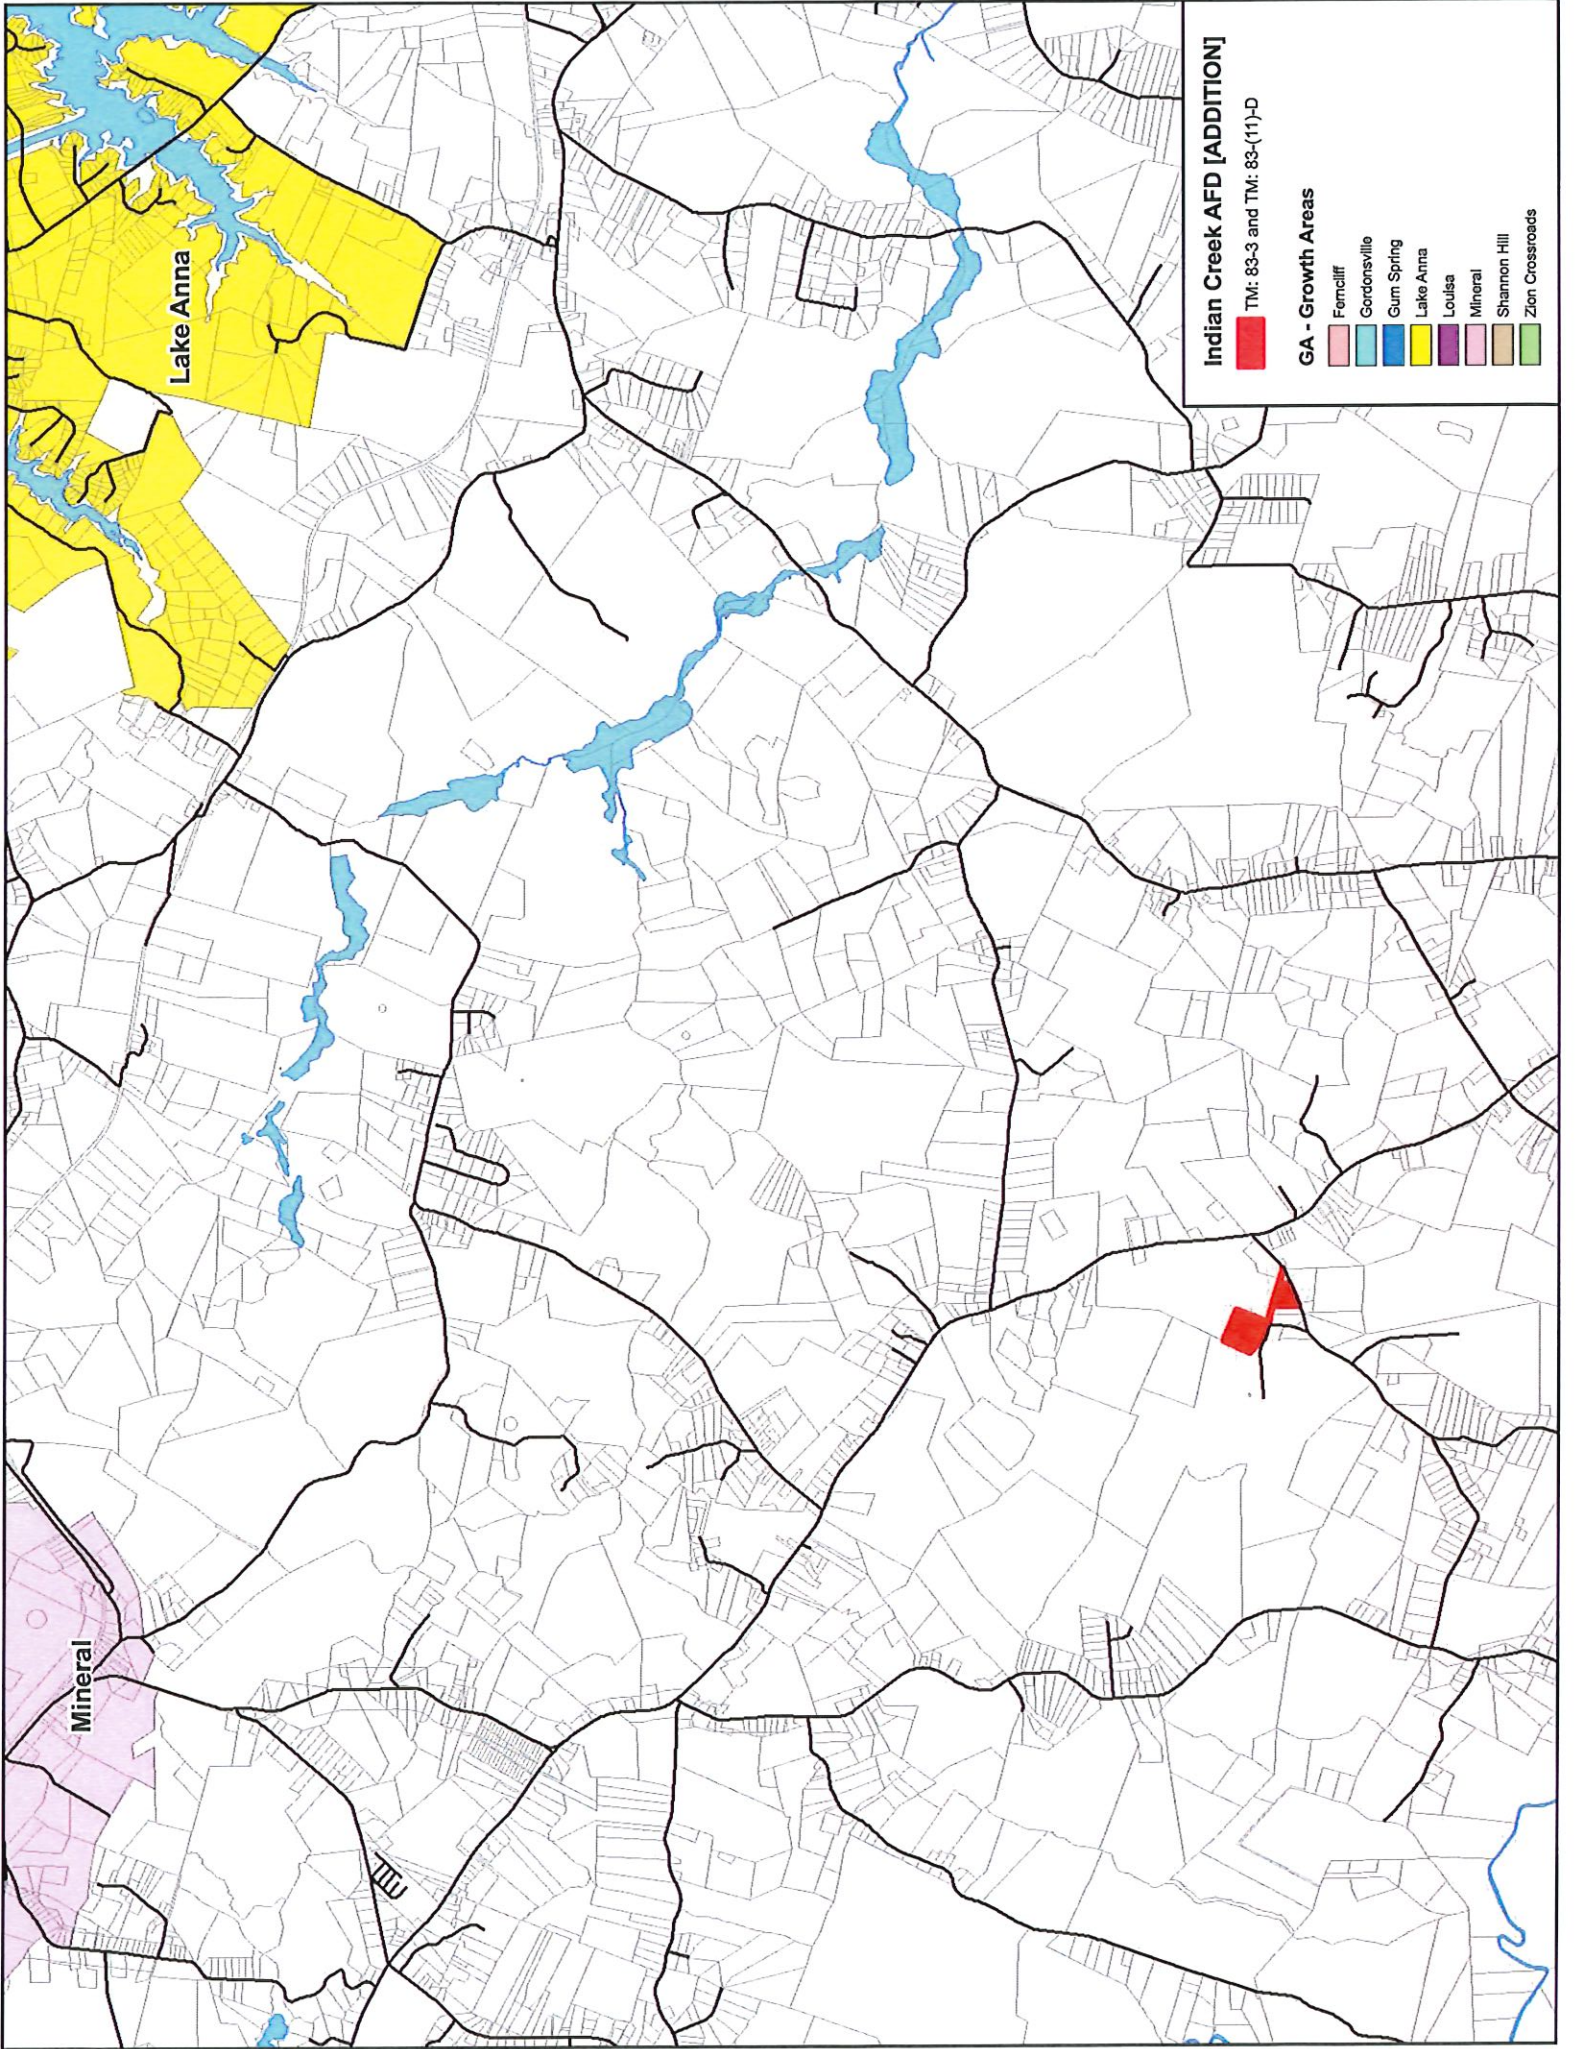 Mineral
Lake Anna
Indian Creek AFD [ADDITION]
TM: 83-3 and TM: 83-(11)-D
GA - Growth Areas
Ferncliff
Gordonsville
Gum Spring
Lake Anna
Louisa
Mineral
Shannon Hill
Zion Crossroads